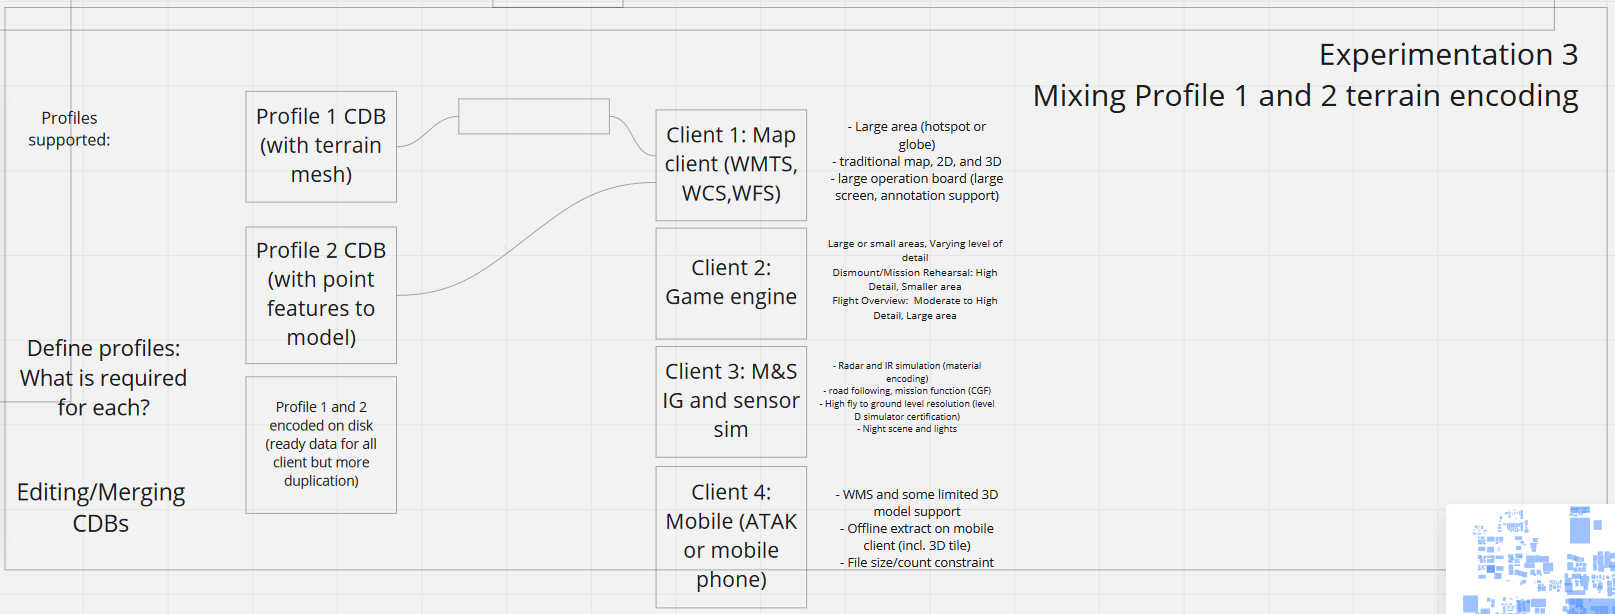 Experimentation 3
Mixing Profile 1 and 2 terrain encoding
Profiles
supported:
Define profiles:
What is required
for each?
Editing/Merging
CDBs
Profile 1 CDB
(with terrain
mesh)
Profile 2 CDB
(with point
features to
model)
Profile 1 and 2
encoded on disk
(ready data for all
client but more
duplication)
Client 1: Map
client (WMTS,
WCS,WFS)
- Large area (hotspot or
globe)
- traditional map, 2D, and 3D
- large operation board (large
screen, annotation support)
Client 2:
Game engine
Large or small areas, Varying level of
detail
Dismount/Mission Rehearsal: High
Detail, Smaller area
Flight Overview:  Moderate to High
Detail, Large area
Client 3: M&S
IG and sensor
sim
- Radar and IR simulation (material
encoding)
- road following, mission function (CGF)
- High fly to ground level resolution (level
D simulator certification)
- Night scene and lights
Client 4:
Mobile (ATAK
or mobile
phone)
- WMS and some limited 3D
model support
- Offline extract on mobile
client (incl. 3D tile)
- File size/count constraint